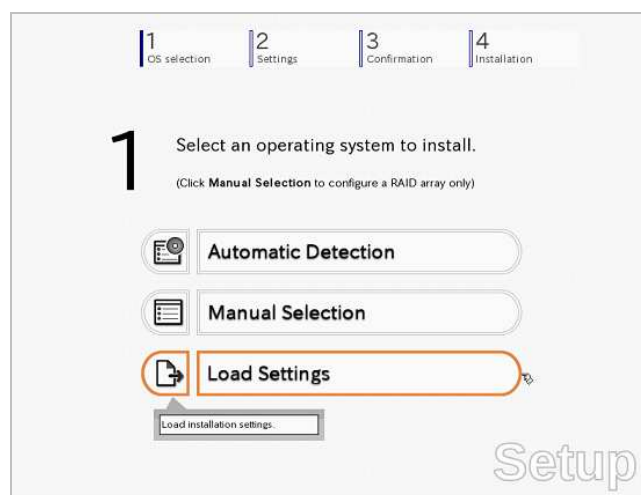 1
OS selection
2
Settings
3
Confirmation
4
Installation
1
Select an operating system to install.
(Click Manual Selection to configure a RAID array only)
Automatic Detection
Manual Selection
Load Settings
Load installation settings.
Setup